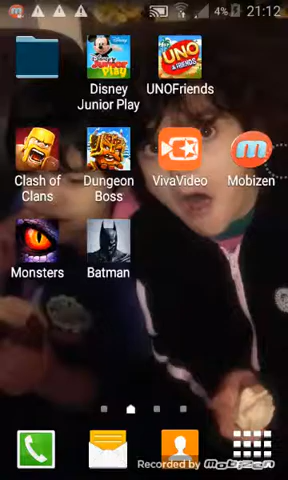 4% 21:12
Disney
Junior Play
UNOFriends
Clash of
Clans
Dungeon
Boss
VivaVideo
Mobizen
Monsters
Batman
Recorded by Mobizen